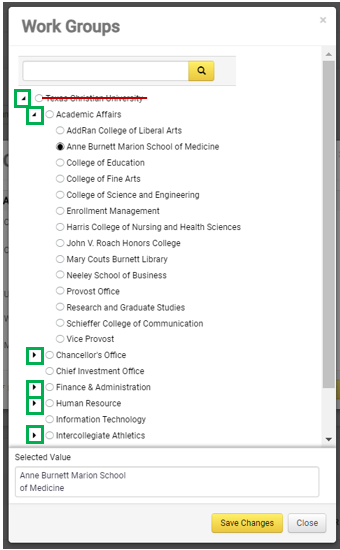 Work Groups
×
Texas Christian University
Academic Affairs
AddRan College of Liberal Arts
Anne Burnett Marion School of Medicine
College of Education
College of Fine Arts
College of Science and Engineering
Enrollment Management
Harris College of Nursing and Health Sciences
John V. Roach Honors College
Mary Couts Burnett Library
Neeley School of Business
Provost Office
Research and Graduate Studies
Schieffer College of Communication
Vice Provost
Chancellor's Office
Chief Investment Office
Finance & Administration
Human Resource
Information Technology
Intercollegiate Athletics
Selected Value
Anne Burnett Marion School
of Medicine
Save Changes
Close